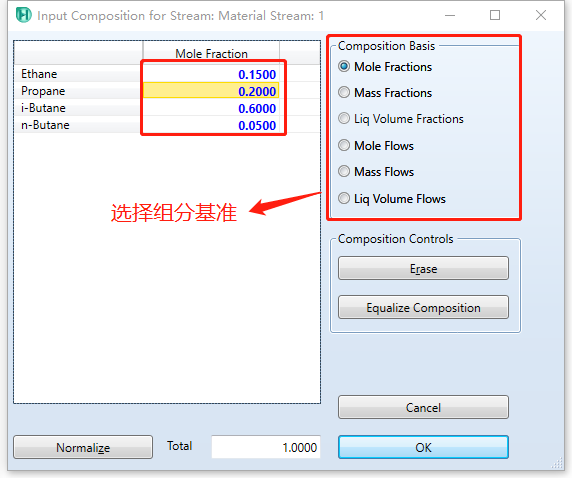 Input Composition for Stream: Material Stream: 1
Mole Fraction
Ethane 0.1500
Propane 0.2000
i-Butane 0.6000
n-Butane 0.0500
选择组分基准
Composition Basis
Mole Fractions
Mass Fractions
Liq Volume Fractions
Mole Flows
Mass Flows
Liq Volume Flows
Composition Controls
Erase
Equalize Composition
Cancel
Normalize Total 1.0000 OK